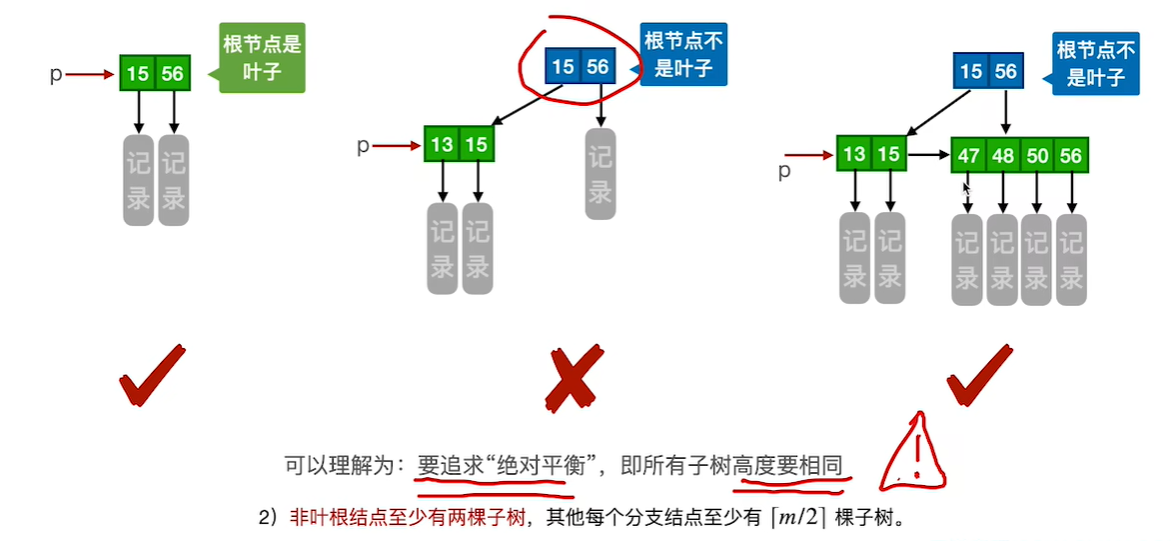 根节点是
叶子
p
15 56
记录
记录
根节点不
是叶子
15 56
p
13 15
记录
记录
记录
根节点不
是叶子
15 56
p
13 15
47 48 50 56
记录
记录
记录
记录
记录
记录
可以理解为：要追求“绝对平衡”，即所有子树高度要相同
!
2）非叶根结点至少有两棵子树，其他每个分支结点至少有 ⌈m/2⌉ 棵子树。